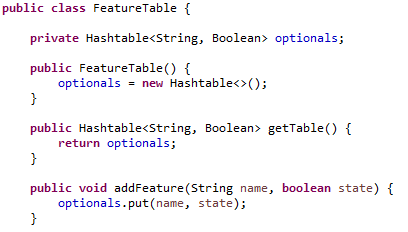 public class FeatureTable {
private Hashtable<String, Boolean> optionals;
public FeatureTable() {
optionals = new Hashtable<>();
}
public Hashtable<String, Boolean> getTable() {
return optionals;
}
public void addFeature(String name, boolean state) {
optionals.put(name, state);
}